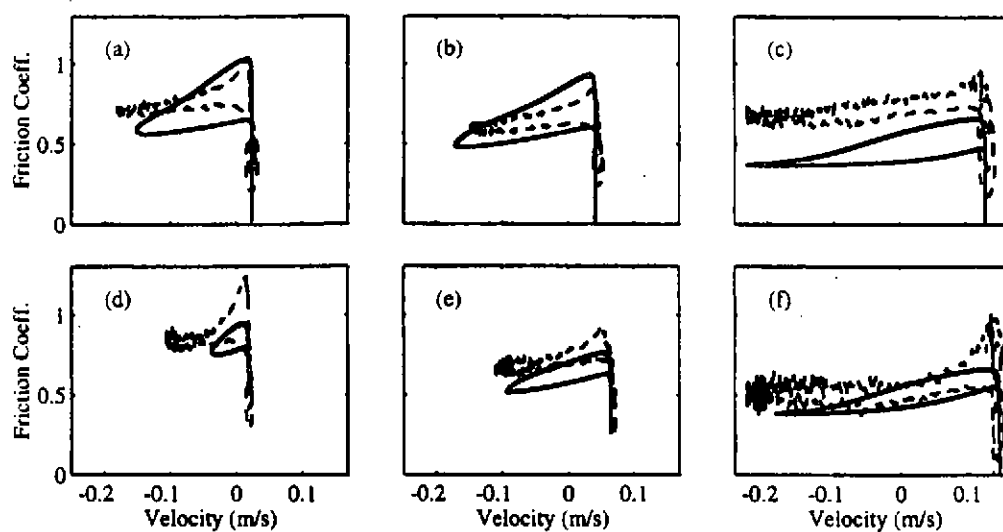 (a) (b) (c)
Friction Coeff.
1
0.5
0
(d) (e) (f)
Friction Coeff.
1
0.5
0
-0.2 -0.1 0 0.1 -0.2 -0.1 0 0.1 -0.2 -0.1 0 0.1
Velocity (m/s) Velocity (m/s) Velocity (m/s)